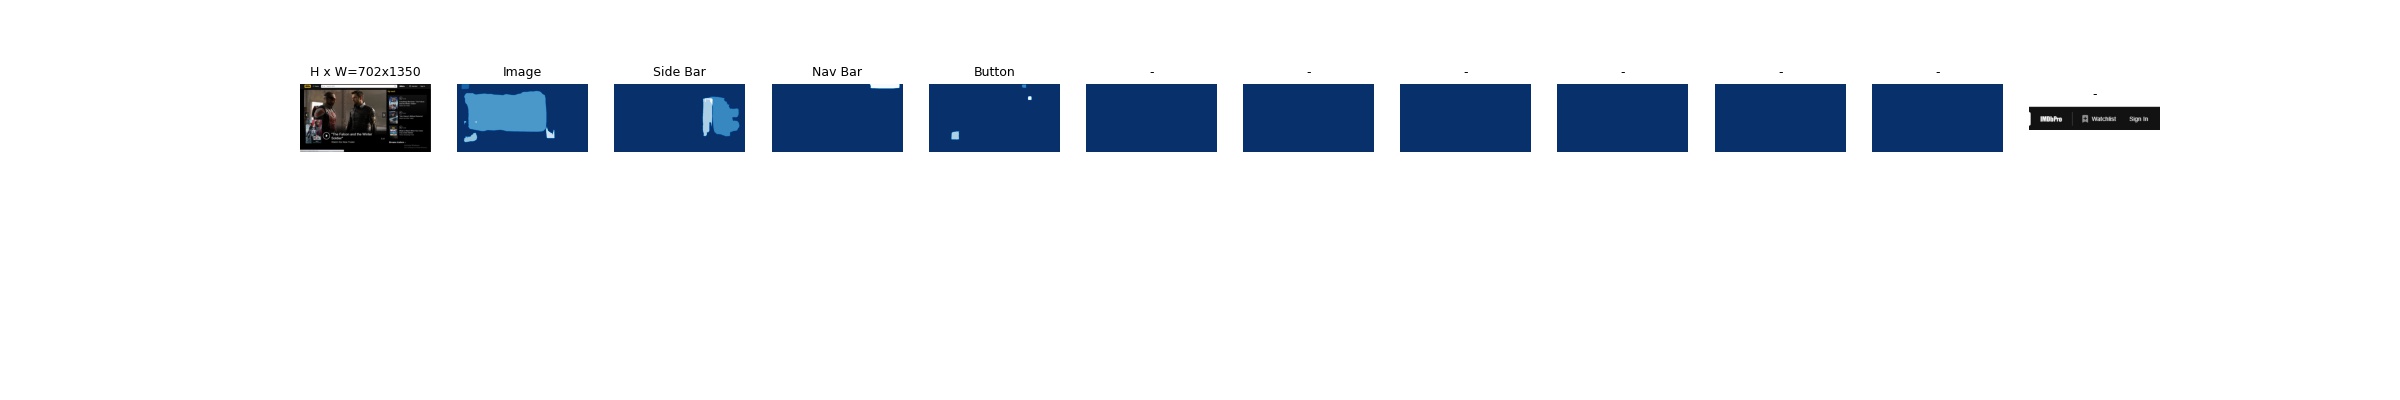 H x W=702x1350
Image
Side Bar
Nav Bar
Button
-
-
-
-
-
-
-
"The Falcon and the Winter
Soldier"
IMDbPro
Watchlist
Sign In